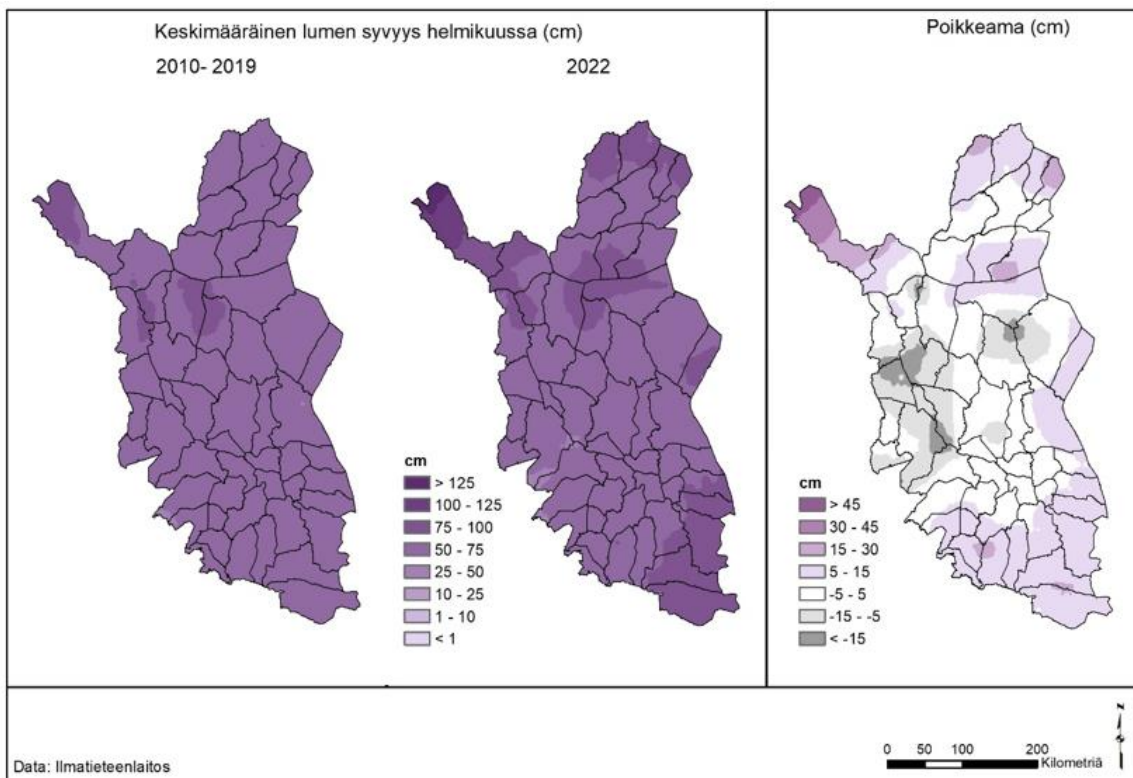 Keskimääräinen lumen syvyys helmikuussa (cm)
2010- 2019
2022
cm
> 125
100 - 125
75 - 100
50 - 75
25 - 50
10 - 25
1 - 10
< 1
Poikkeama (cm)
cm
> 45
30 - 45
15 - 30
5 - 15
-5 - 5
-15 - -5
< -15
Data: Ilmatieteenlaitos
N
0 50 100 200
Kilometriä